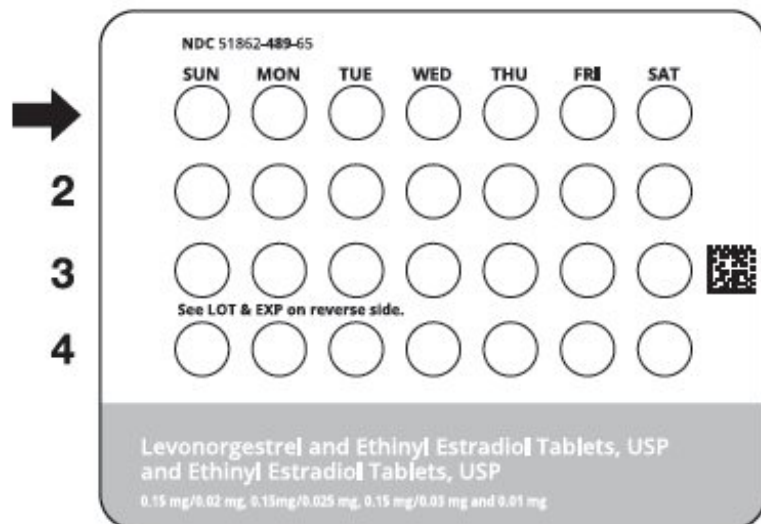 NDC 51862-489-65
SUN MON TUE WED THU FRI SAT
2
3
See LOT & EXP on reverse side.
4
Levonorgestrel and Ethinyl Estradiol Tablets, USP
and Ethinyl Estradiol Tablets, USP
0.15 mg/0.02 mg, 0.15mg/0.025 mg, 0.15 mg/0.03 mg and 0.01 mg